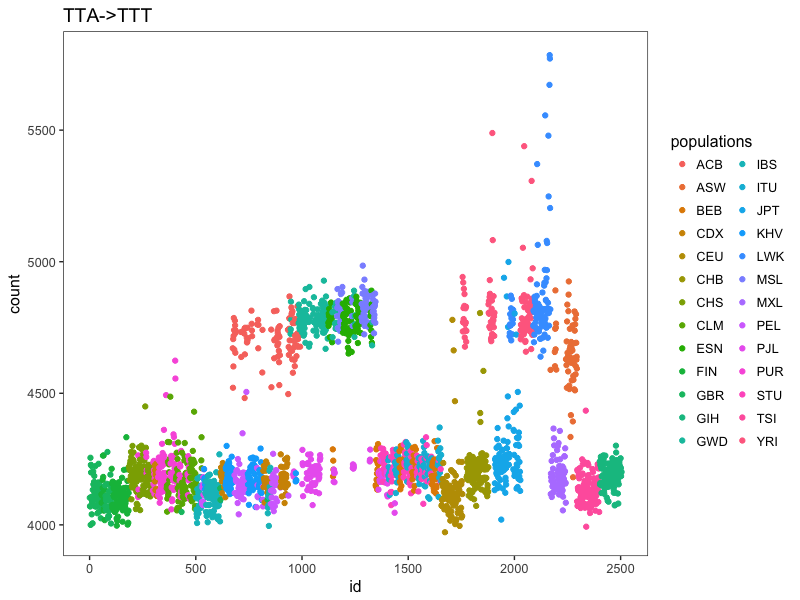 TTA->TTT
count
5500
5000
4500
4000
0 500 1000 1500 2000 2500
id
populations
ACB IBS
ASW ITU
BEB JPT
CDX KHV
CEU LWK
CHB MSL
CHS MXL
CLM PEL
ESN PJL
FIN PUR
GBR STU
GIH TSI
GWD YRI